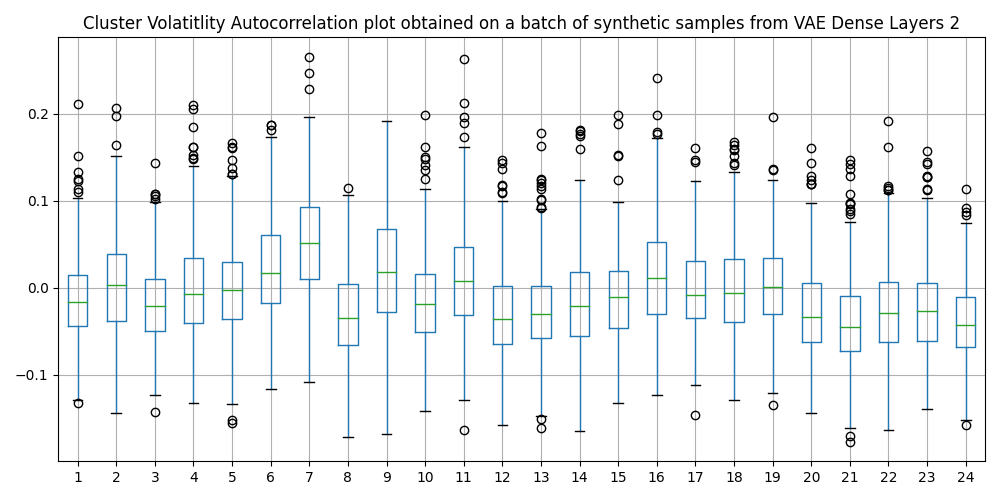 Cluster Volatitlity Autocorrelation plot obtained on a batch of synthetic samples from VAE Dense Layers 2
0.2
0.1
0.0
−0.1
1 2 3 4 5 6 7 8 9 10 11 12 13 14 15 16 17 18 19 20 21 22 23 24